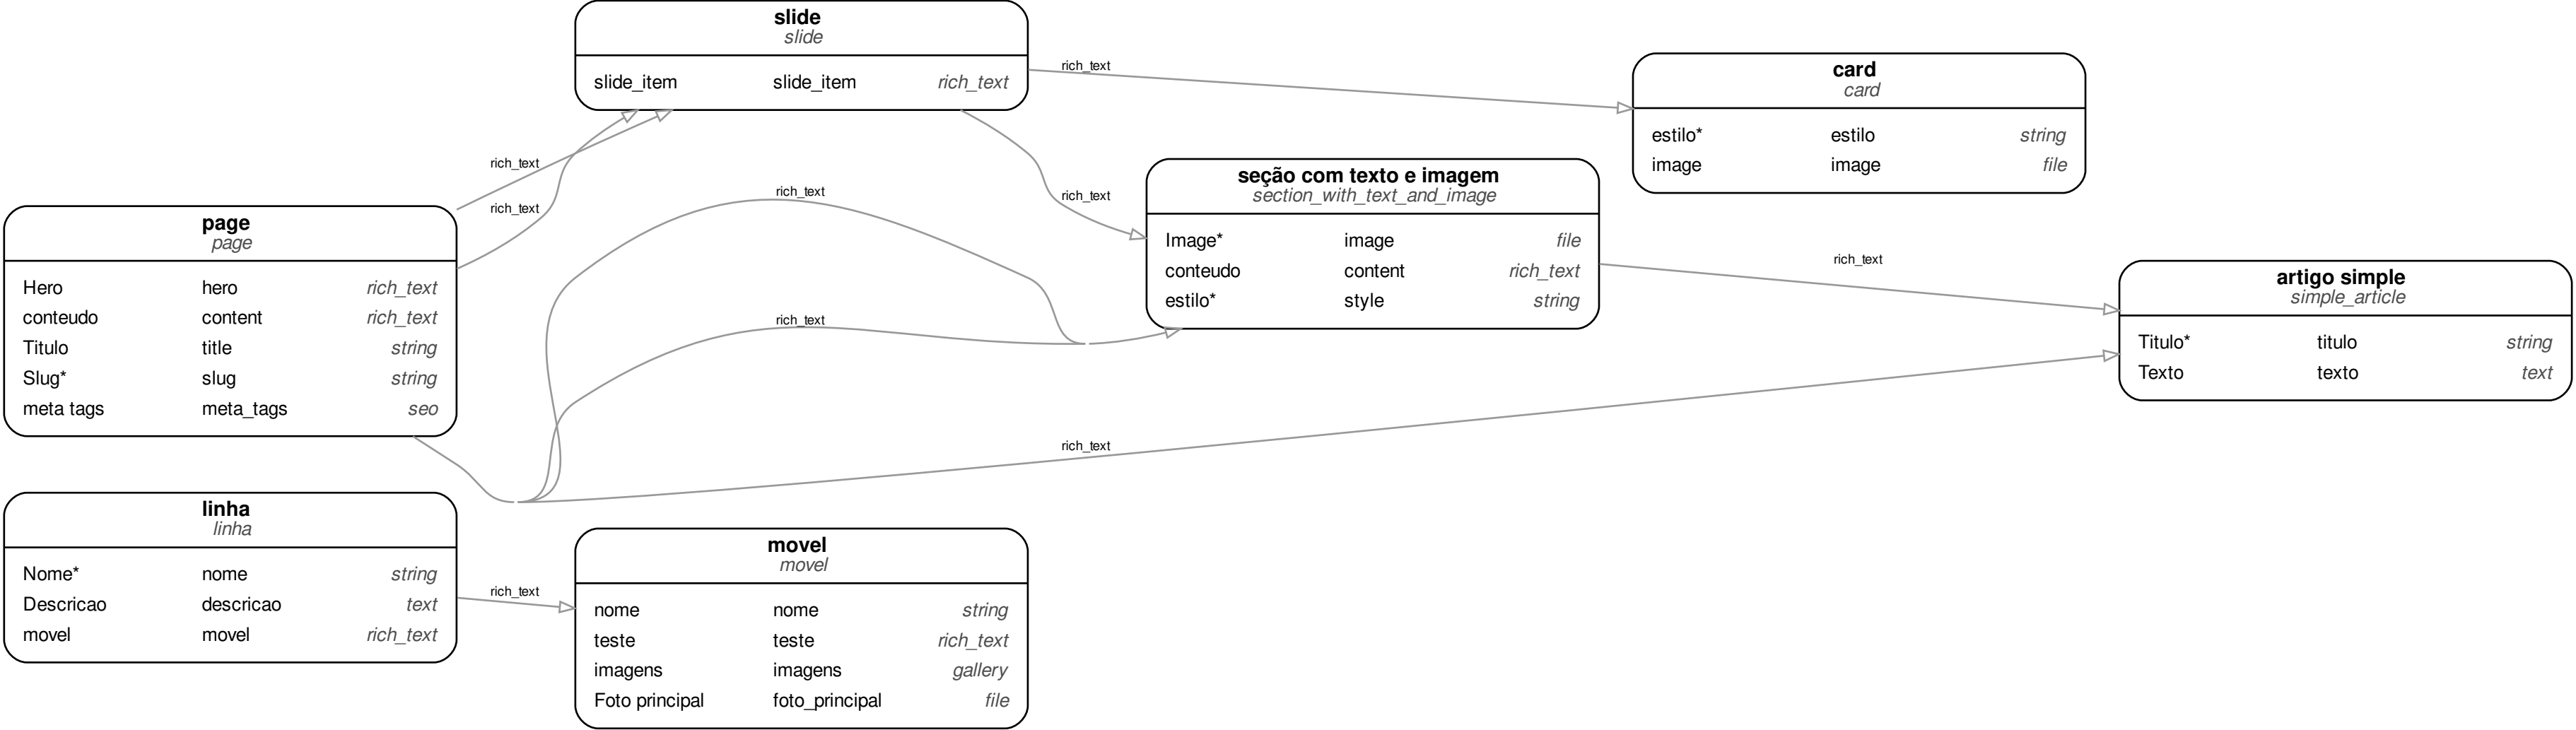 slide
slide
slide_item slide_item rich_text
rich_text
card
card
estilo* estilo string
image image file
rich_text
rich_text
rich_text
rich_text
seção com texto e imagem
section_with_text_and_image
Image* image file
conteudo content rich_text
estilo* style string
page
page
Hero hero rich_text
conteudo content rich_text
Titulo title string
Slug* slug string
meta tags meta_tags seo
rich_text
rich_text
artigo simple
simple_article
Titulo* titulo string
Texto texto text
rich_text
linha
linha
Nome* nome string
Descricao descricao text
movel movel rich_text
rich_text
movel
movel
nome nome string
teste teste rich_text
imagens imagens gallery
Foto principal foto_principal file